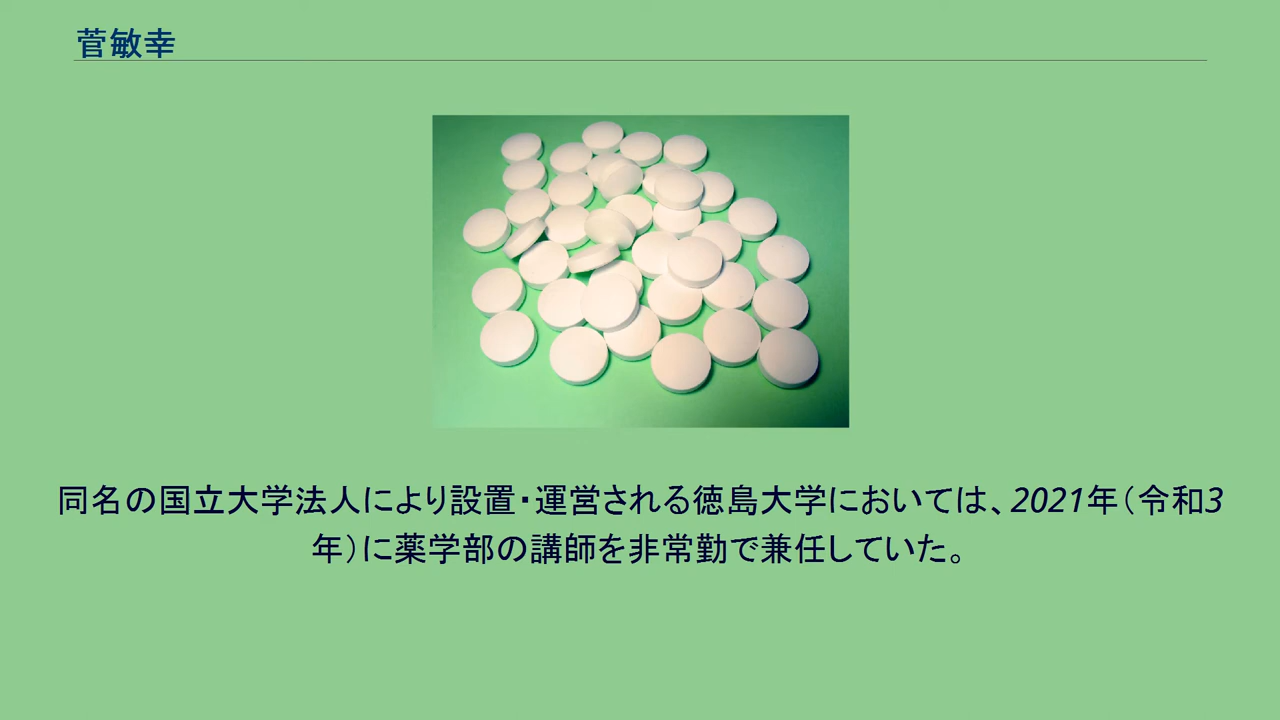 菅敏幸
同名の国立大学法人により設置・運営される徳島大学においては、2021年（令和3
年）に薬学部の講師を非常勤で兼任していた。